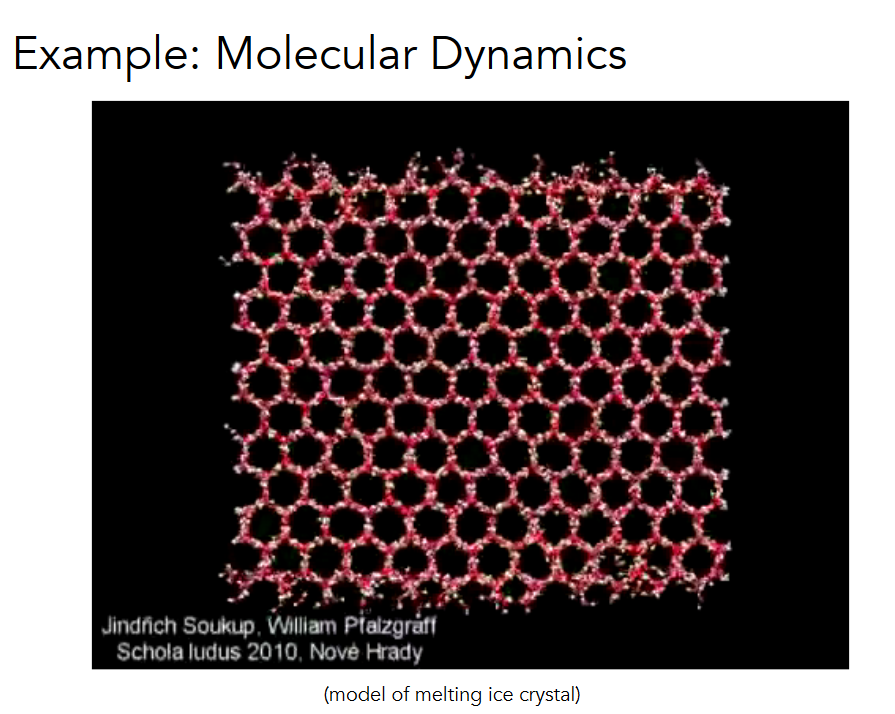 Example: Molecular Dynamics
Jindřich Soukup, William Pfalzgraff
Schola ludus 2010, Nové Hrady
(model of melting ice crystal)